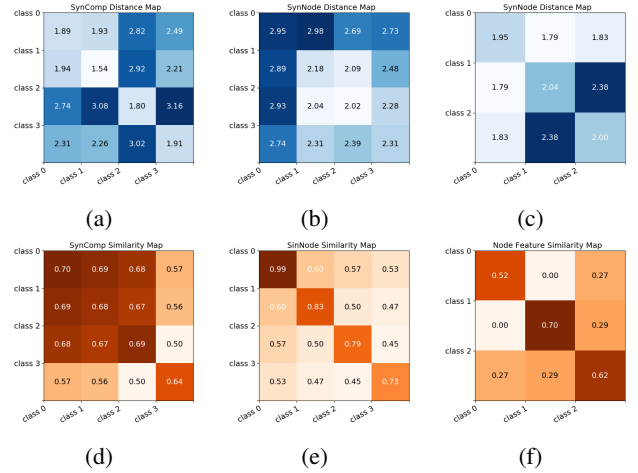 SynComp Distance Map
class 0
1.89 1.93 2.82 2.49
class 1
1.94 1.54 2.92 2.21
class 2
2.74 3.08 1.80 3.16
class 3
2.31 2.26 3.02 1.91
class 0 class 1 class 2 class 3
(a)
SynNode Distance Map
class 0
2.95 2.98 2.69 2.73
class 1
2.89 2.18 2.09 2.48
class 2
2.93 2.04 2.02 2.28
class 3
2.74 2.31 2.39 2.31
class 0 class 1 class 2 class 3
(b)
SynNode Distance Map
class 0
1.95 1.79 1.83
class 1
1.79 2.04 2.38
class 2
1.83 2.38 2.00
class 0 class 1 class 2
(c)
SynComp Similarity Map
class 0
0.70 0.69 0.68 0.57
class 1
0.69 0.68 0.67 0.56
class 2
0.68 0.67 0.69 0.50
class 3
0.57 0.56 0.50 0.64
class 0 class 1 class 2 class 3
(d)
SinNode Similarity Map
class 0
0.99 0.60 0.57 0.53
class 1
0.60 0.83 0.50 0.47
class 2
0.57 0.50 0.79 0.45
class 3
0.53 0.47 0.45 0.73
class 0 class 1 class 2 class 3
(e)
Node Feature Similarity Map
class 0
0.52 0.00 0.27
class 1
0.00 0.70 0.29
class 2
0.27 0.29 0.62
class 0 class 1 class 2
(f)